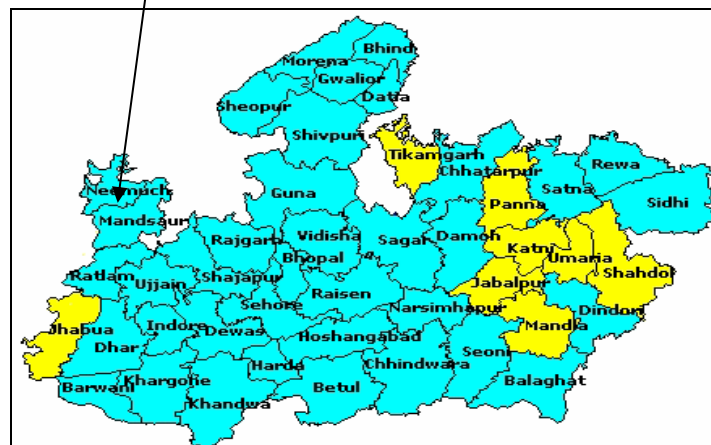 Bhind
Morena
Gwalior
Datia
Sheopur
Shivpuri
Tikamgarh
Chhatarpur
Rewa
Neemuch
Guna
Panna
Satna
Sidhi
Mandsaur
Rajgarh
Vidisha
Sagar
Damoh
Katni
Umaria
Bhopal
Ratlam
Ujjain
Shajapur
Shahdol
Jabalpur
Sehore
Raisen
Narsimhapur
Dindori
Jhabua
Indore
Dewas
Hoshangabad
Mandla
Dhar
Harda
Chhindwara
Seoni
Barwani
Khargone
Khandwa
Betul
Balaghat